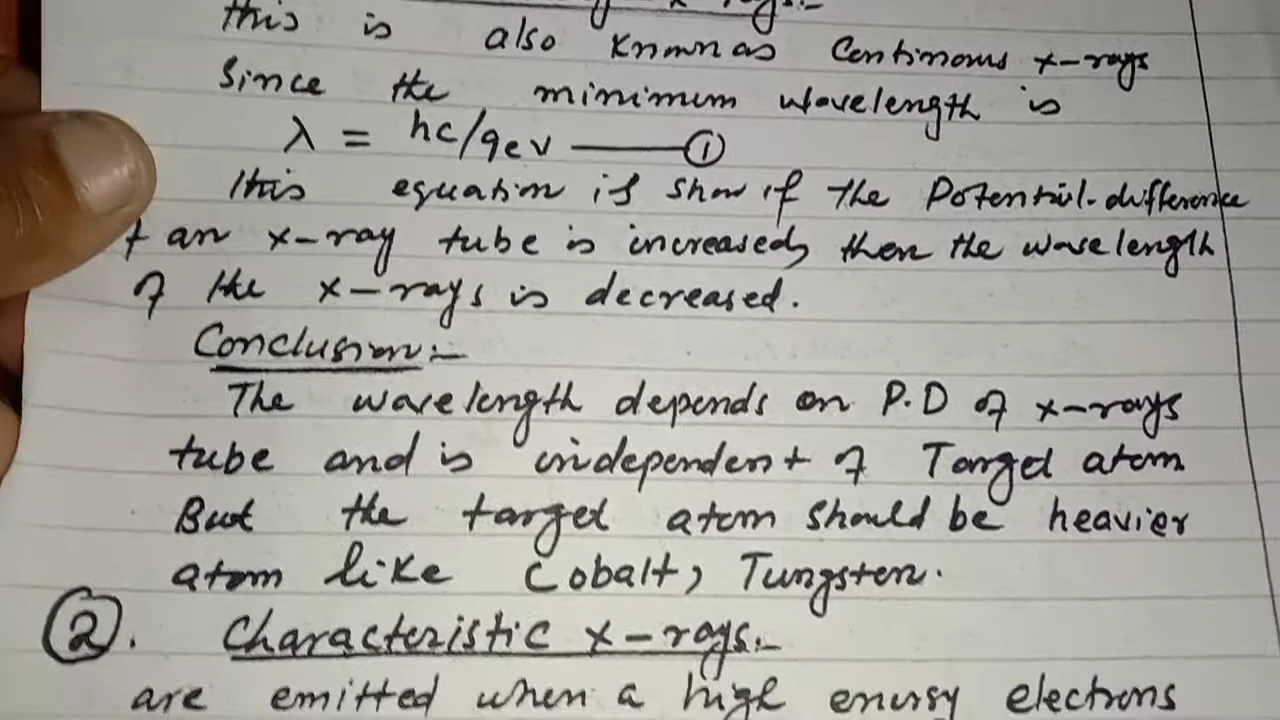 x-rays:-
this is also known as Continous x-rays
Since the minimum wavelength is
λ = hc/qev ——— ①
this equation is show if the Potential-difference
f an x-ray tube is increased, then the wavelength
of the x-rays is decreased.
Conclusion:-
The wavelength depends on P.D of x-rays
tube and is independent of Target atom
But the target atom should be heavier
atom like Cobalt, Tungsten.
②. Characteristic x-rays:-
are emitted when a high energy electrons